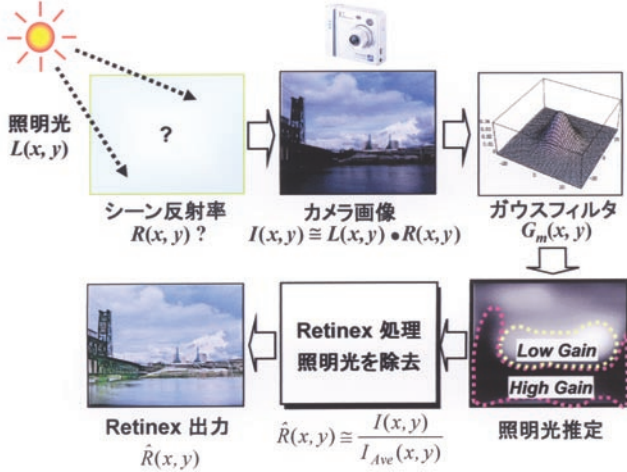 照明光
L(x, y)
?
シーン反射率
R(x, y) ?
カメラ画像
I(x,y) ≅ L(x,y) ● R(x,y)
ガウスフィルタ
G_m(x, y)
Low Gain
High Gain
照明光推定
Retinex 処理
照明光を除去
R̂(x, y) ≅ I(x, y) / I_Ave(x, y)
Retinex 出力
R̂(x, y)